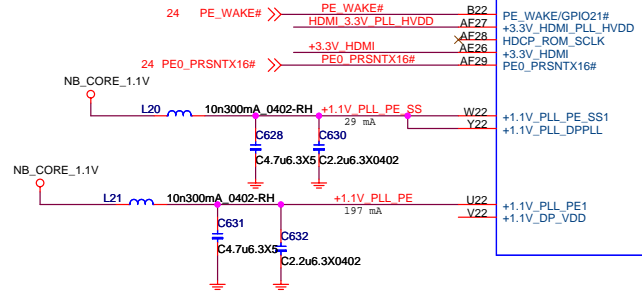 24 PE_WAKE# PE_WAKE# B22 PE_WAKE/GPIO21#
HDMI_3.3V_PLL_HVDD AF27 +3.3V_HDMI_PLL_HVDD
AF28 HDCP_ROM_SCLK
+3.3V_HDMI AE26 +3.3V_HDMI
24 PE0_PRSNTX16# PE0_PRSNTX16# AF29 PE0_PRSNTX16#
NB_CORE_1.1V
L20 10n300mA_0402-RH +1.1V_PLL_PE_SS W22 +1.1V_PLL_PE_SS1
29 mA Y22 +1.1V_PLL_DPPLL
C628 C630
C4.7u6.3X5 C2.2u6.3X0402
NB_CORE_1.1V
L21 10n300mA_0402-RH +1.1V_PLL_PE U22 +1.1V_PLL_PE1
197 mA V22 +1.1V_DP_VDD
C631 C632
C4.7u6.3X5
C2.2u6.3X0402